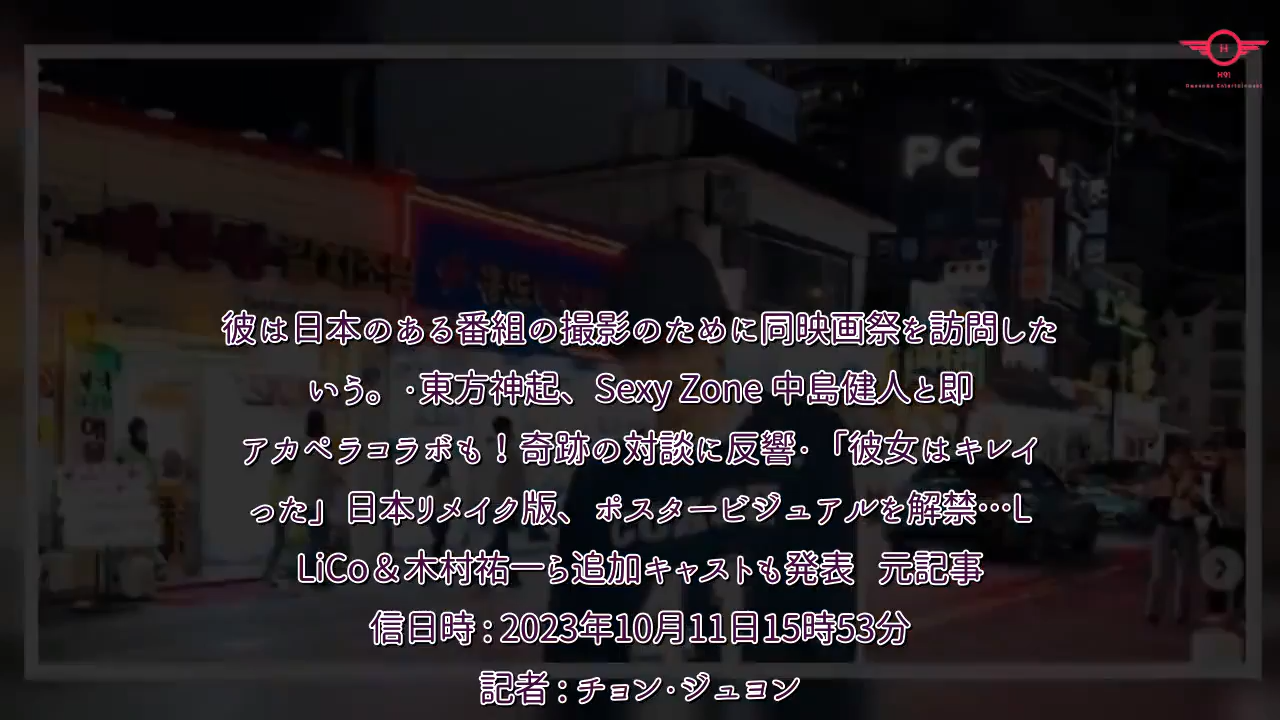 H
H91
Awesome Entertainment
PC
彼は日本のある番組の撮影のために同映画祭を訪問した
いう。·東方神起、Sexy Zone 中島健人と即
アカペラコラボも！奇跡の対談に反響·「彼女はキレイ
った」日本リメイク版、ポスタービジュアルを解禁…L
LiCo＆木村祐一ら追加キャストも発表 元記事
信日時 : 2023年10月11日15時53分
記者 : チョン·ジュヨン